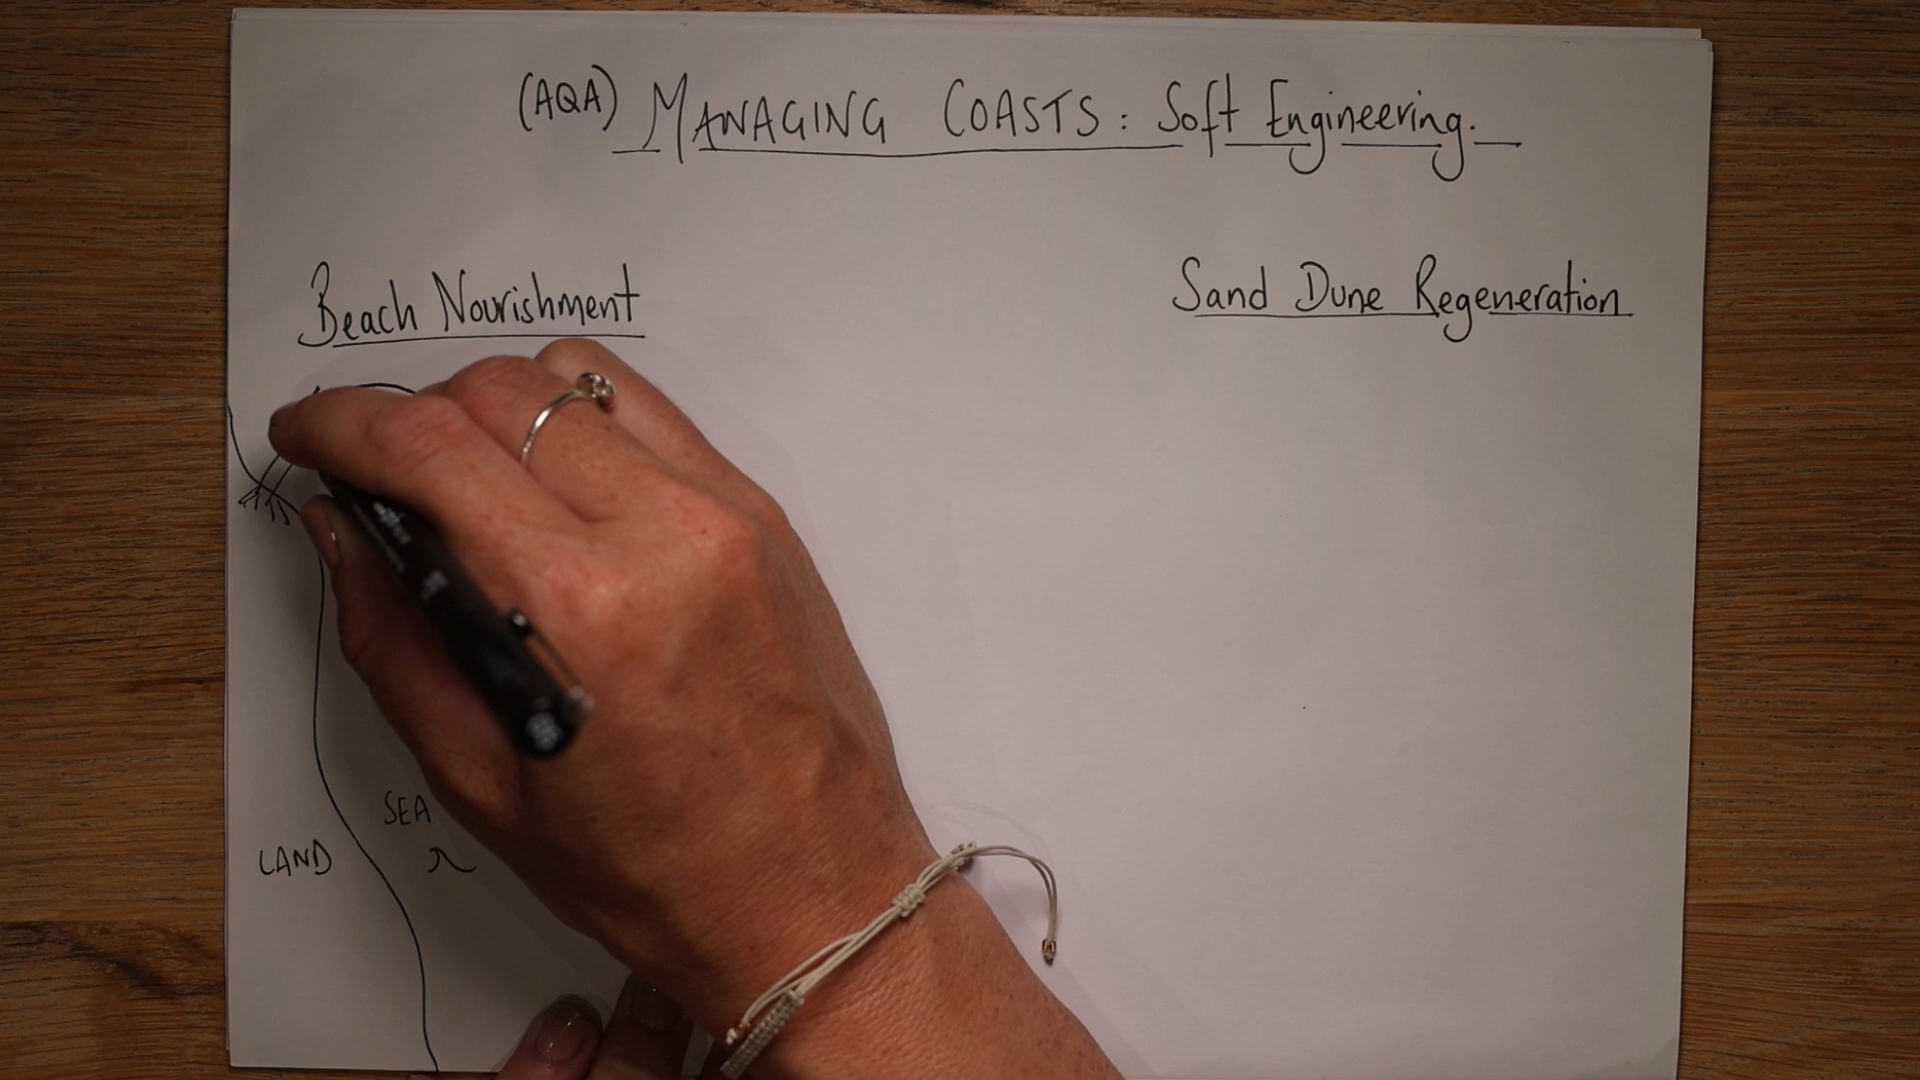 (AQA) MANAGING COASTS: Soft Engineering.
Beach Nourishment
Sand Dune Regeneration
SEA
LAND